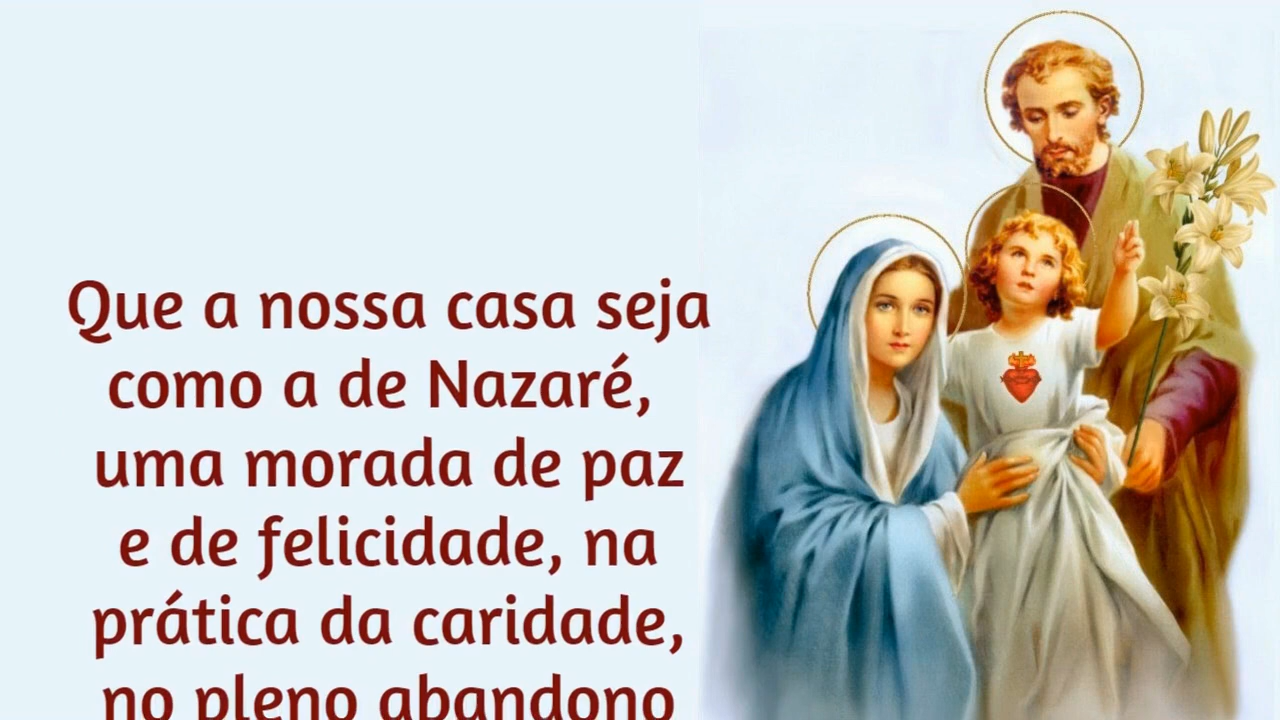 Que a nossa casa seja
como a de Nazaré,
uma morada de paz
e de felicidade, na
prática da caridade,
no pleno abandono